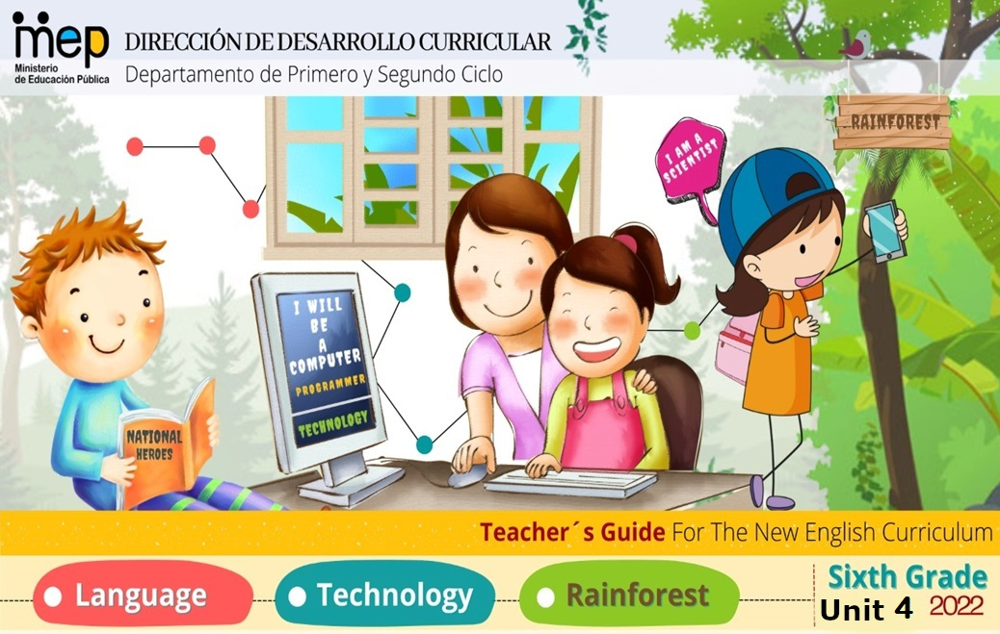 mep
Ministerio
de Educación Pública
DIRECCIÓN DE DESARROLLO CURRICULAR
Departamento de Primero y Segundo Ciclo
RAINFOREST
I AM A
SCIENTIST
I WILL
BE
A
COMPUTER
PROGRAMMER
TECHNOLOGY
NATIONAL
HEROES
Teacher´s Guide For The New English Curriculum
Language
Technology
Rainforest
Sixth Grade
Unit 4 2022